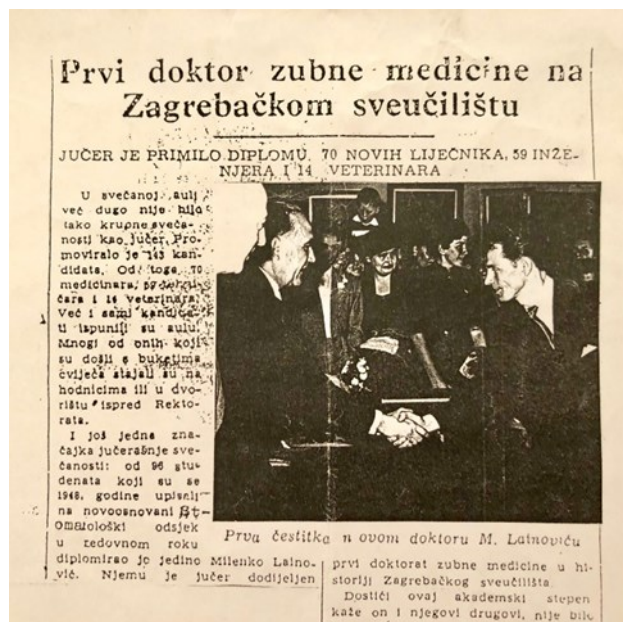 Prvi doktor zubne medicine na
Zagrebačkom sveučilištu
JUČER JE PRIMILO DIPLOMU 70 NOVIH LIJEČNIKA, 59 INŽE-
NJERA I 14 VETERINARA
U svečanoj auli
već dugo nije bilo
tako krupne sveča-
nosti kao jučer. Pro-
moviralo je 143 kan-
didata. Od toga 70
medicinara, 59
čara i 14 veterinara.
Već i sami kandida-
ti ispunili su aulu.
Mnogi od onih koji
su došli s buketima
cvijeća stajali su na
hodnicima ili u dvo-
rištu ispred Rekto-
rata.
I još jedna zna-
čajka jučerašnje sve-
čanosti: od 96 stu-
denata koji su se
1948. godine upisali
na novoosnovani St-
omatološki odsjek
u redovnom roku
diplomirao je jedino Milenko Laino-
vić. Njemu je jučer dodijeljen
Prva čestitka novom doktoru M. Lainoviću
prvi doktorat zubne medicine u hi-
storiji Zagrebačkog sveučilišta.
Dostići ovaj akademski stepen
kaže on i njegovi drugovi, nije bilo